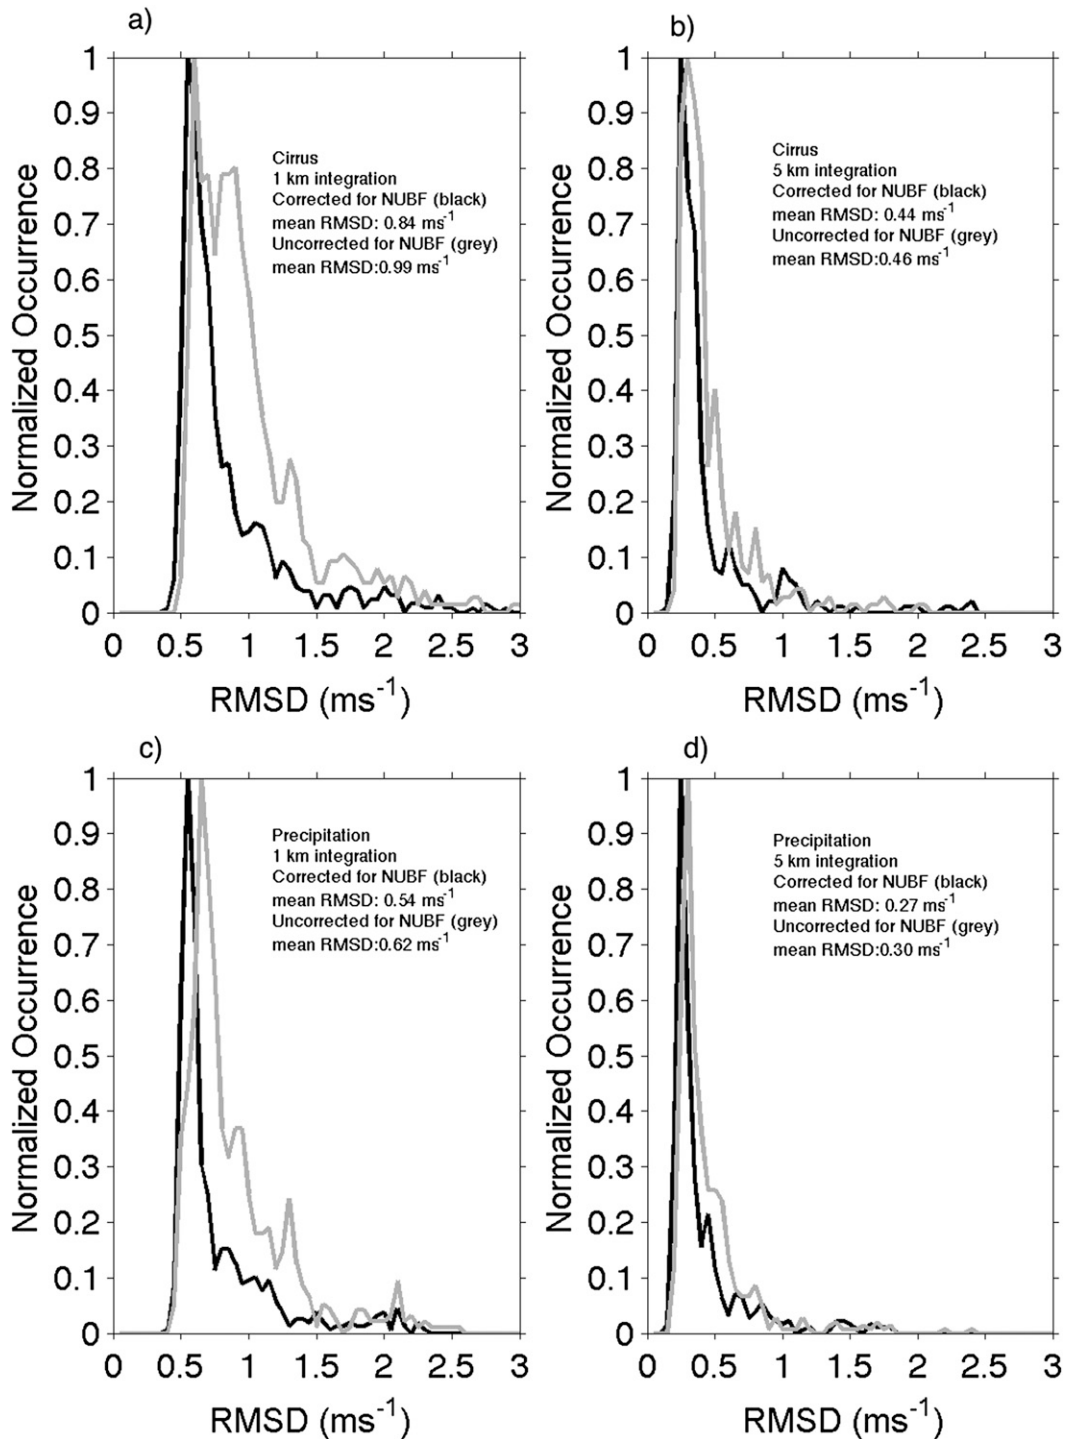 a)
1
0.9
0.8
0.7
0.6
0.5
0.4
0.3
0.2
0.1
0
Normalized Occurrence
Cirrus
1 km integration
Corrected for NUBF (black)
mean RMSD: 0.84 ms-1
Uncorrected for NUBF (grey)
mean RMSD:0.99 ms-1
0 0.5 1 1.5 2 2.5 3
RMSD (ms-1)
b)
1
0.9
0.8
0.7
0.6
0.5
0.4
0.3
0.2
0.1
0
Normalized Occurrence
Cirrus
5 km integration
Corrected for NUBF (black)
mean RMSD: 0.44 ms-1
Uncorrected for NUBF (grey)
mean RMSD:0.46 ms-1
0 0.5 1 1.5 2 2.5 3
RMSD (ms-1)
c)
1
0.9
0.8
0.7
0.6
0.5
0.4
0.3
0.2
0.1
0
Normalized Occurrence
Precipitation
1 km integration
Corrected for NUBF (black)
mean RMSD: 0.54 ms-1
Uncorrected for NUBF (grey)
mean RMSD:0.62 ms-1
0 0.5 1 1.5 2 2.5 3
RMSD (ms-1)
d)
1
0.9
0.8
0.7
0.6
0.5
0.4
0.3
0.2
0.1
0
Normalized Occurrence
Precipitation
5 km integration
Corrected for NUBF (black)
mean RMSD: 0.27 ms-1
Uncorrected for NUBF (grey)
mean RMSD:0.30 ms-1
0 0.5 1 1.5 2 2.5 3
RMSD (ms-1)